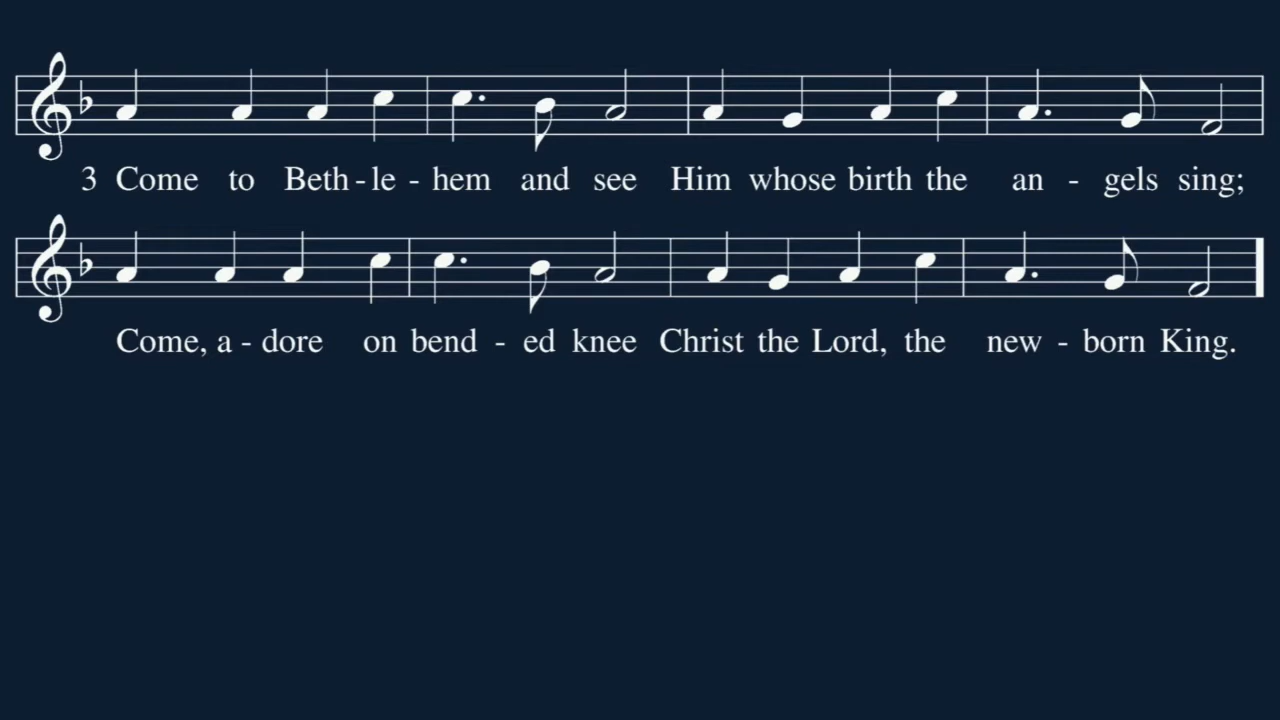 3 Come to Beth - le - hem and see Him whose birth the an - gels sing;
Come, a - dore on bend - ed knee Christ the Lord, the new - born King.